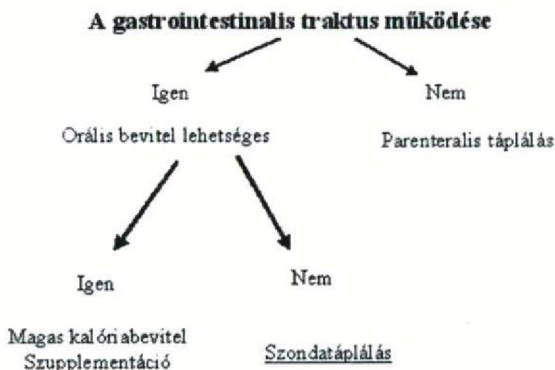 A gastrointestinalis traktus működése
Igen
Nem
Orális bevitel lehetséges
Parenteralis táplálás
Igen
Nem
Magas kalóriabevitel
Szupplementáció
Szondatáplálás